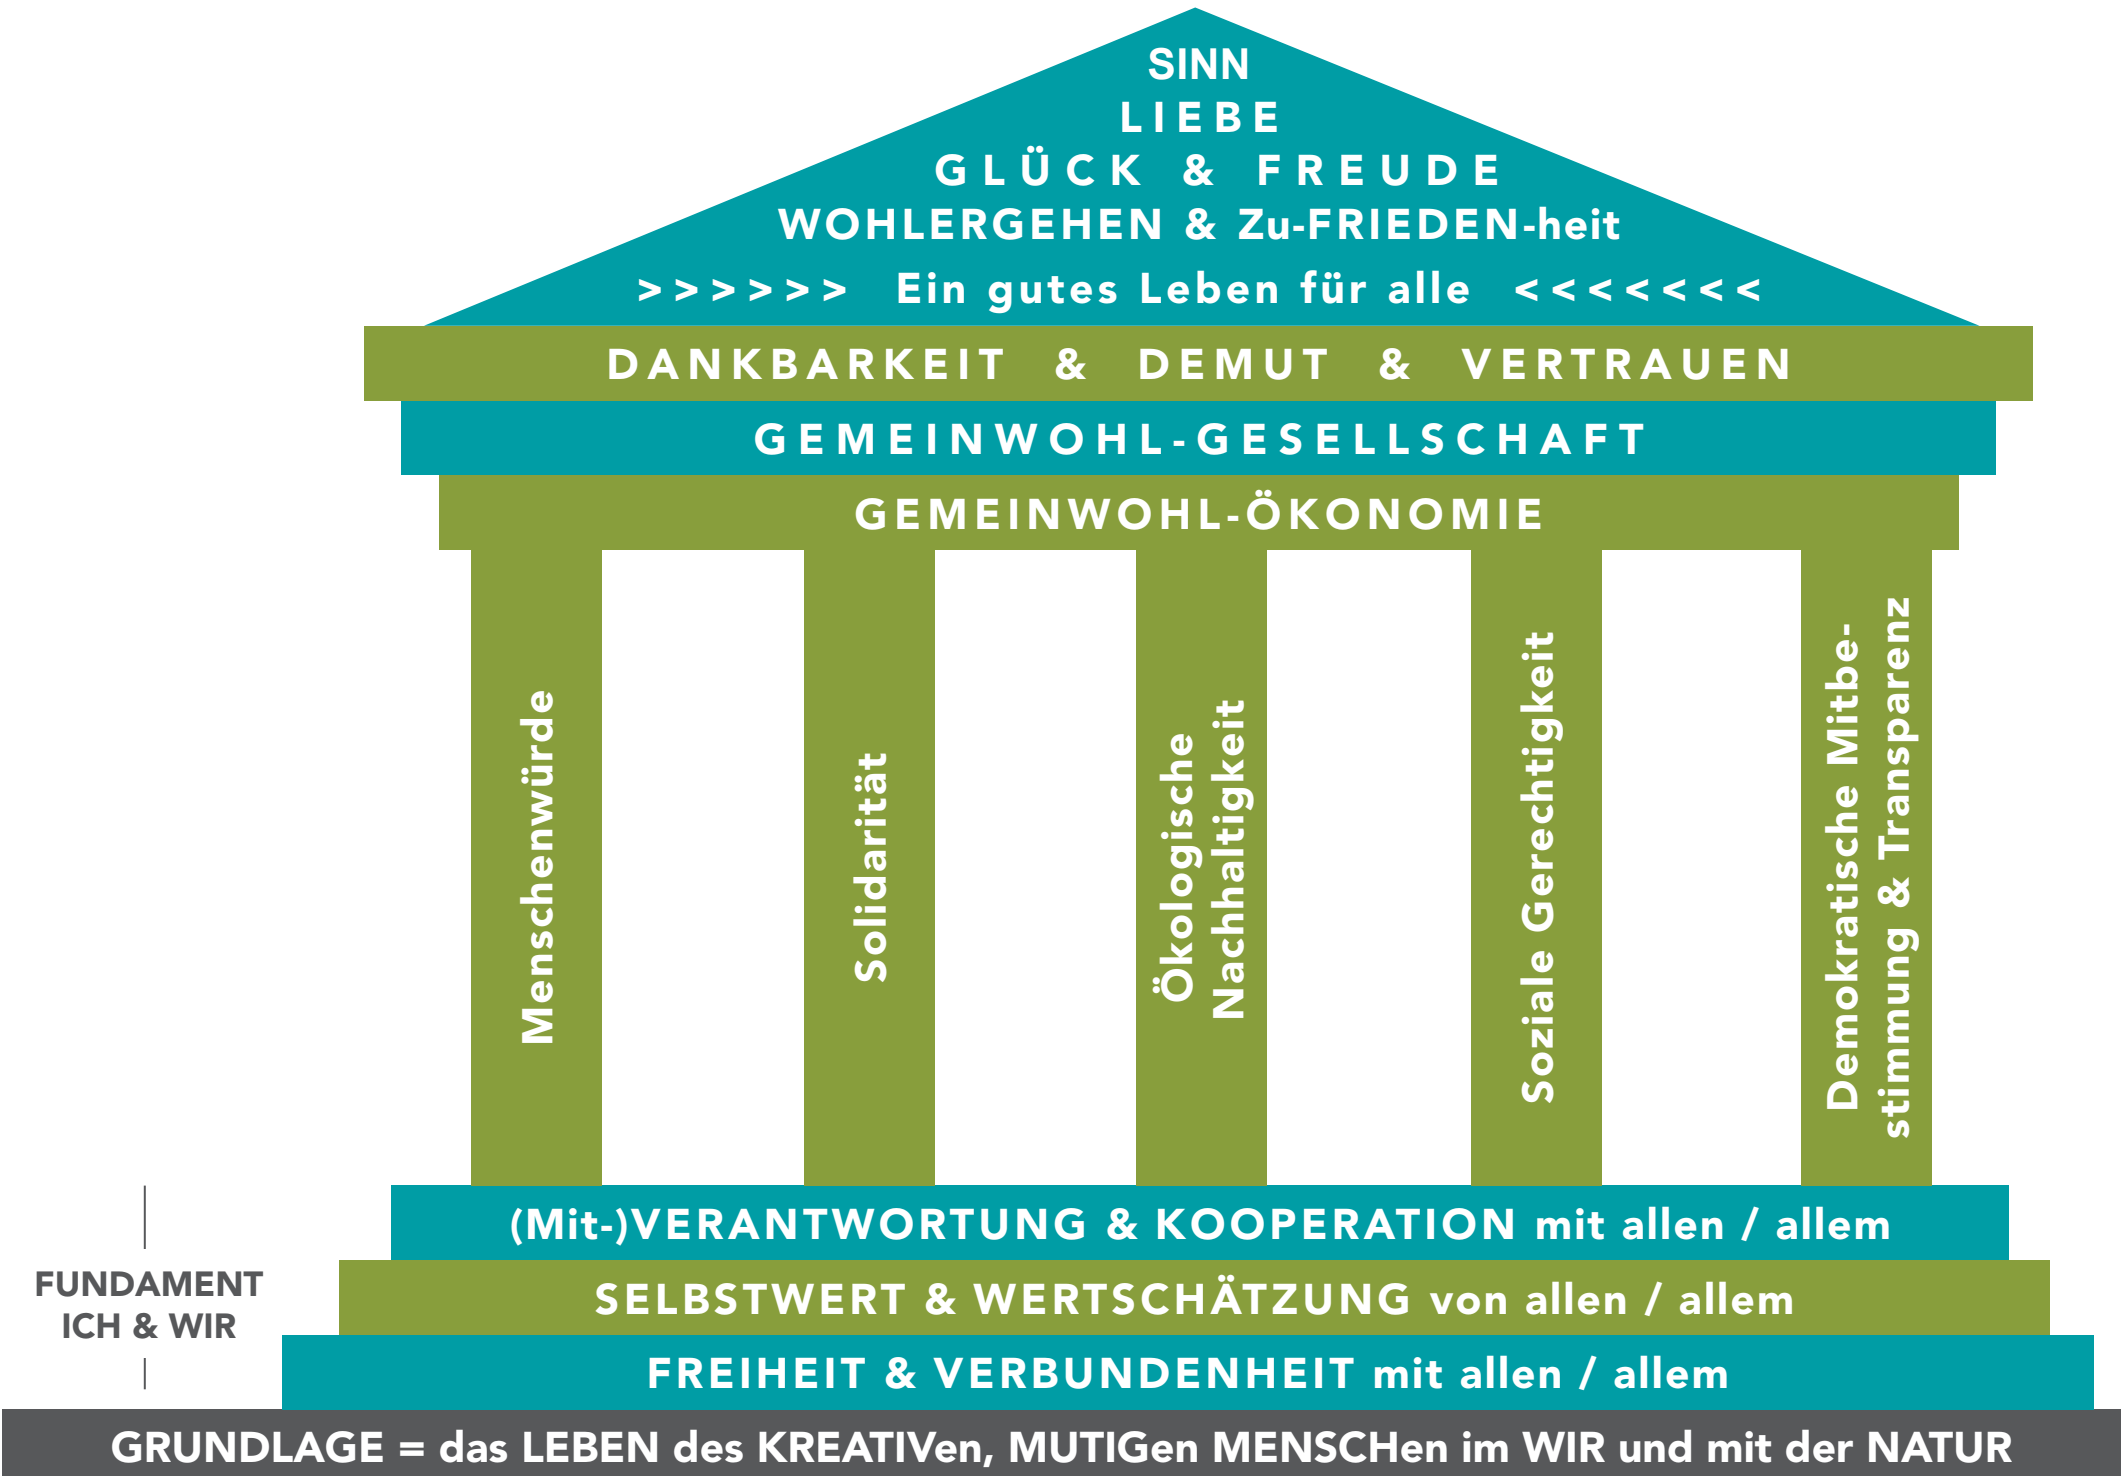 SINN
LIEBE
GLÜCK & FREUDE
WOHLERGEHEN & Zu-FRIEDEN-heit
>>>>>> Ein gutes Leben für alle <<<<<<<
DANKBARKEIT & DEMUT & VERTRAUEN
GEMEINWOHL-GESELLSCHAFT
GEMEINWOHL-ÖKONOMIE
Menschenwürde
Solidarität
Ökologische
Nachhaltigkeit
Soziale Gerechtigkeit
Demokratische Mitbe-
stimmung & Transparenz
(Mit-)VERANTWORTUNG & KOOPERATION mit allen / allem
FUNDAMENT
ICH & WIR
SELBSTWERT & WERTSCHÄTZUNG von allen / allem
FREIHEIT & VERBUNDENHEIT mit allen / allem
GRUNDLAGE = das LEBEN des KREATIVen, MUTIGen MENSCHen im WIR und mit der NATUR